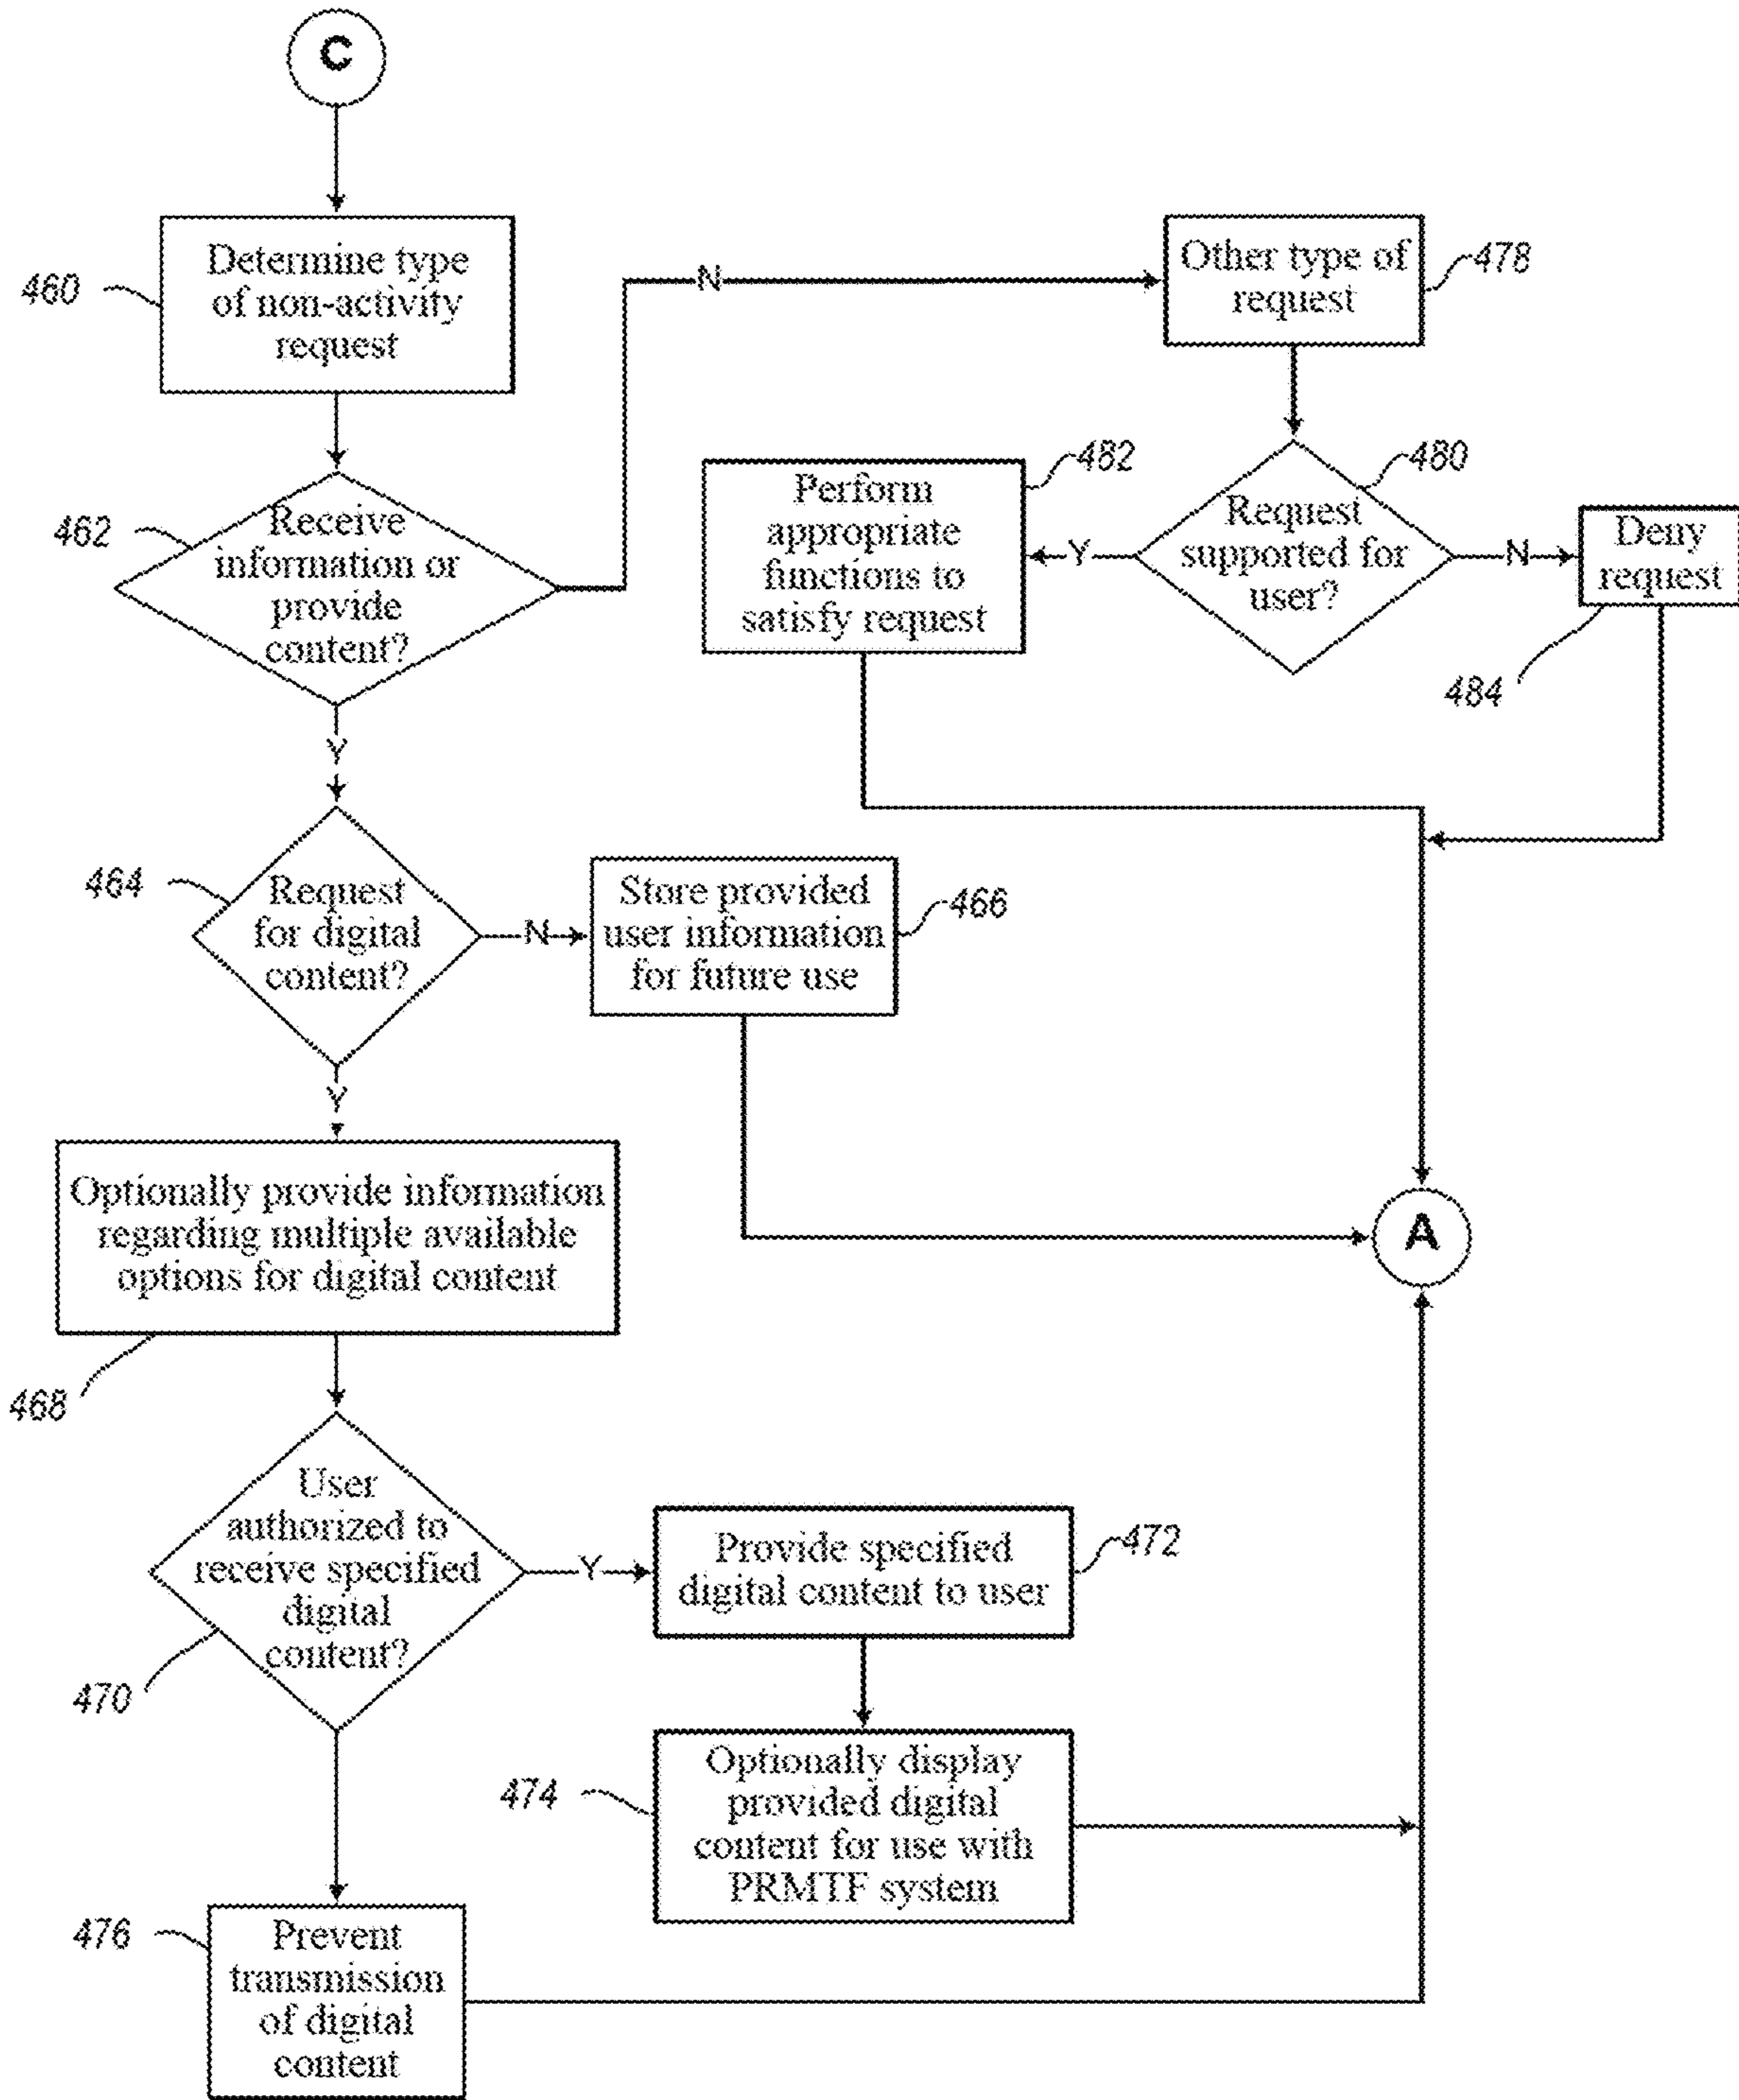 C
Determine type
of non-activity
request
460
N
Other type of
request
478
Receive
information or
provide
content?
462
Perform
appropriate
functions to
satisfy request
482
Y
Request
supported for
user?
480
N
Deny
request
484
Y
Request
for digital
content?
464
N
Store provided
user information
for future use
466
Y
Optionally provide information
regarding multiple available
options for digital content
468
A
User
authorized to
receive specified
digital
content?
470
Y
Provide specified
digital content to user
472
Optionally display
provided digital
content for use with
PRMTF system
474
Prevent
transmission
of digital
content
476